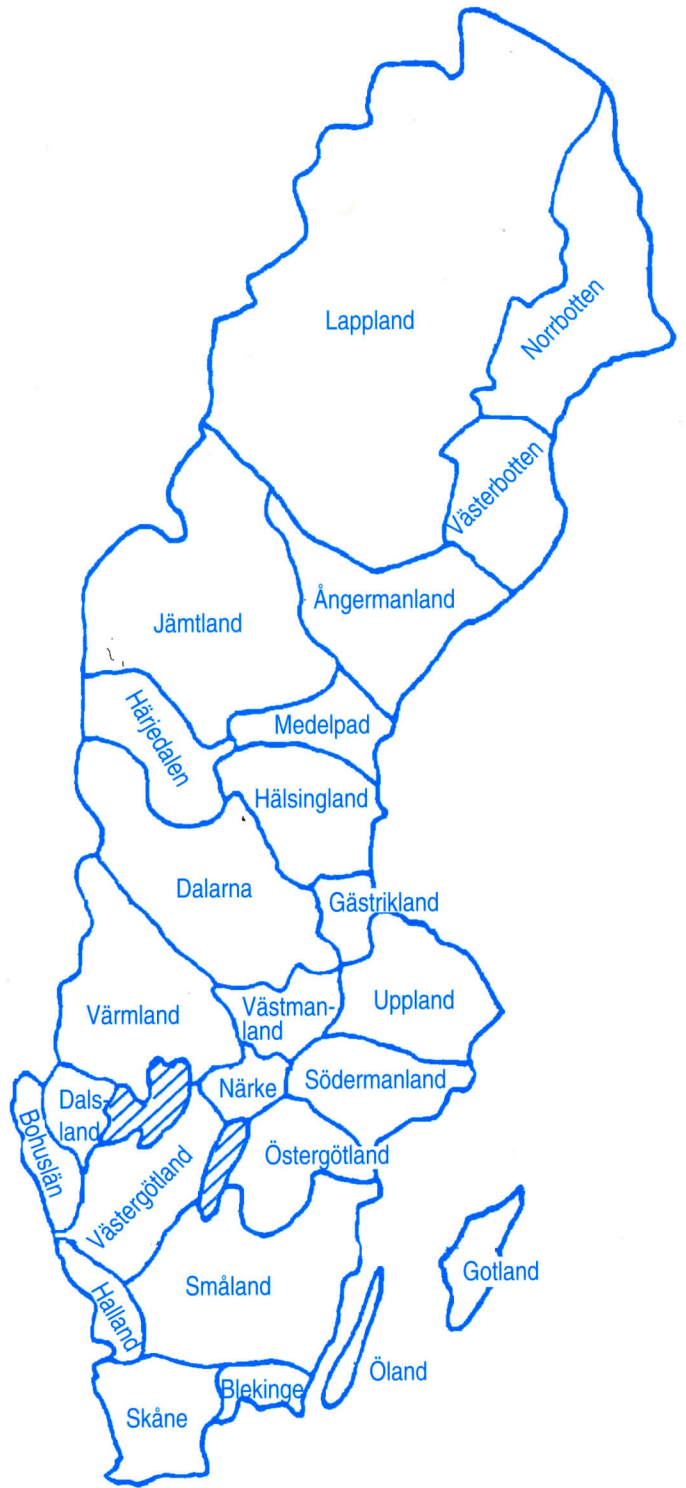 Lappland
Norrbotten
Västerbotten
Ångermanland
Jämtland
Härjedalen
Medelpad
Hälsingland
Dalarna
Gästrikland
Värmland
Västman-
land
Uppland
Närke
Södermanland
Dals-
land
Bohuslän
Västergötland
Östergötland
Gotland
Småland
Halland
Öland
Blekinge
Skåne